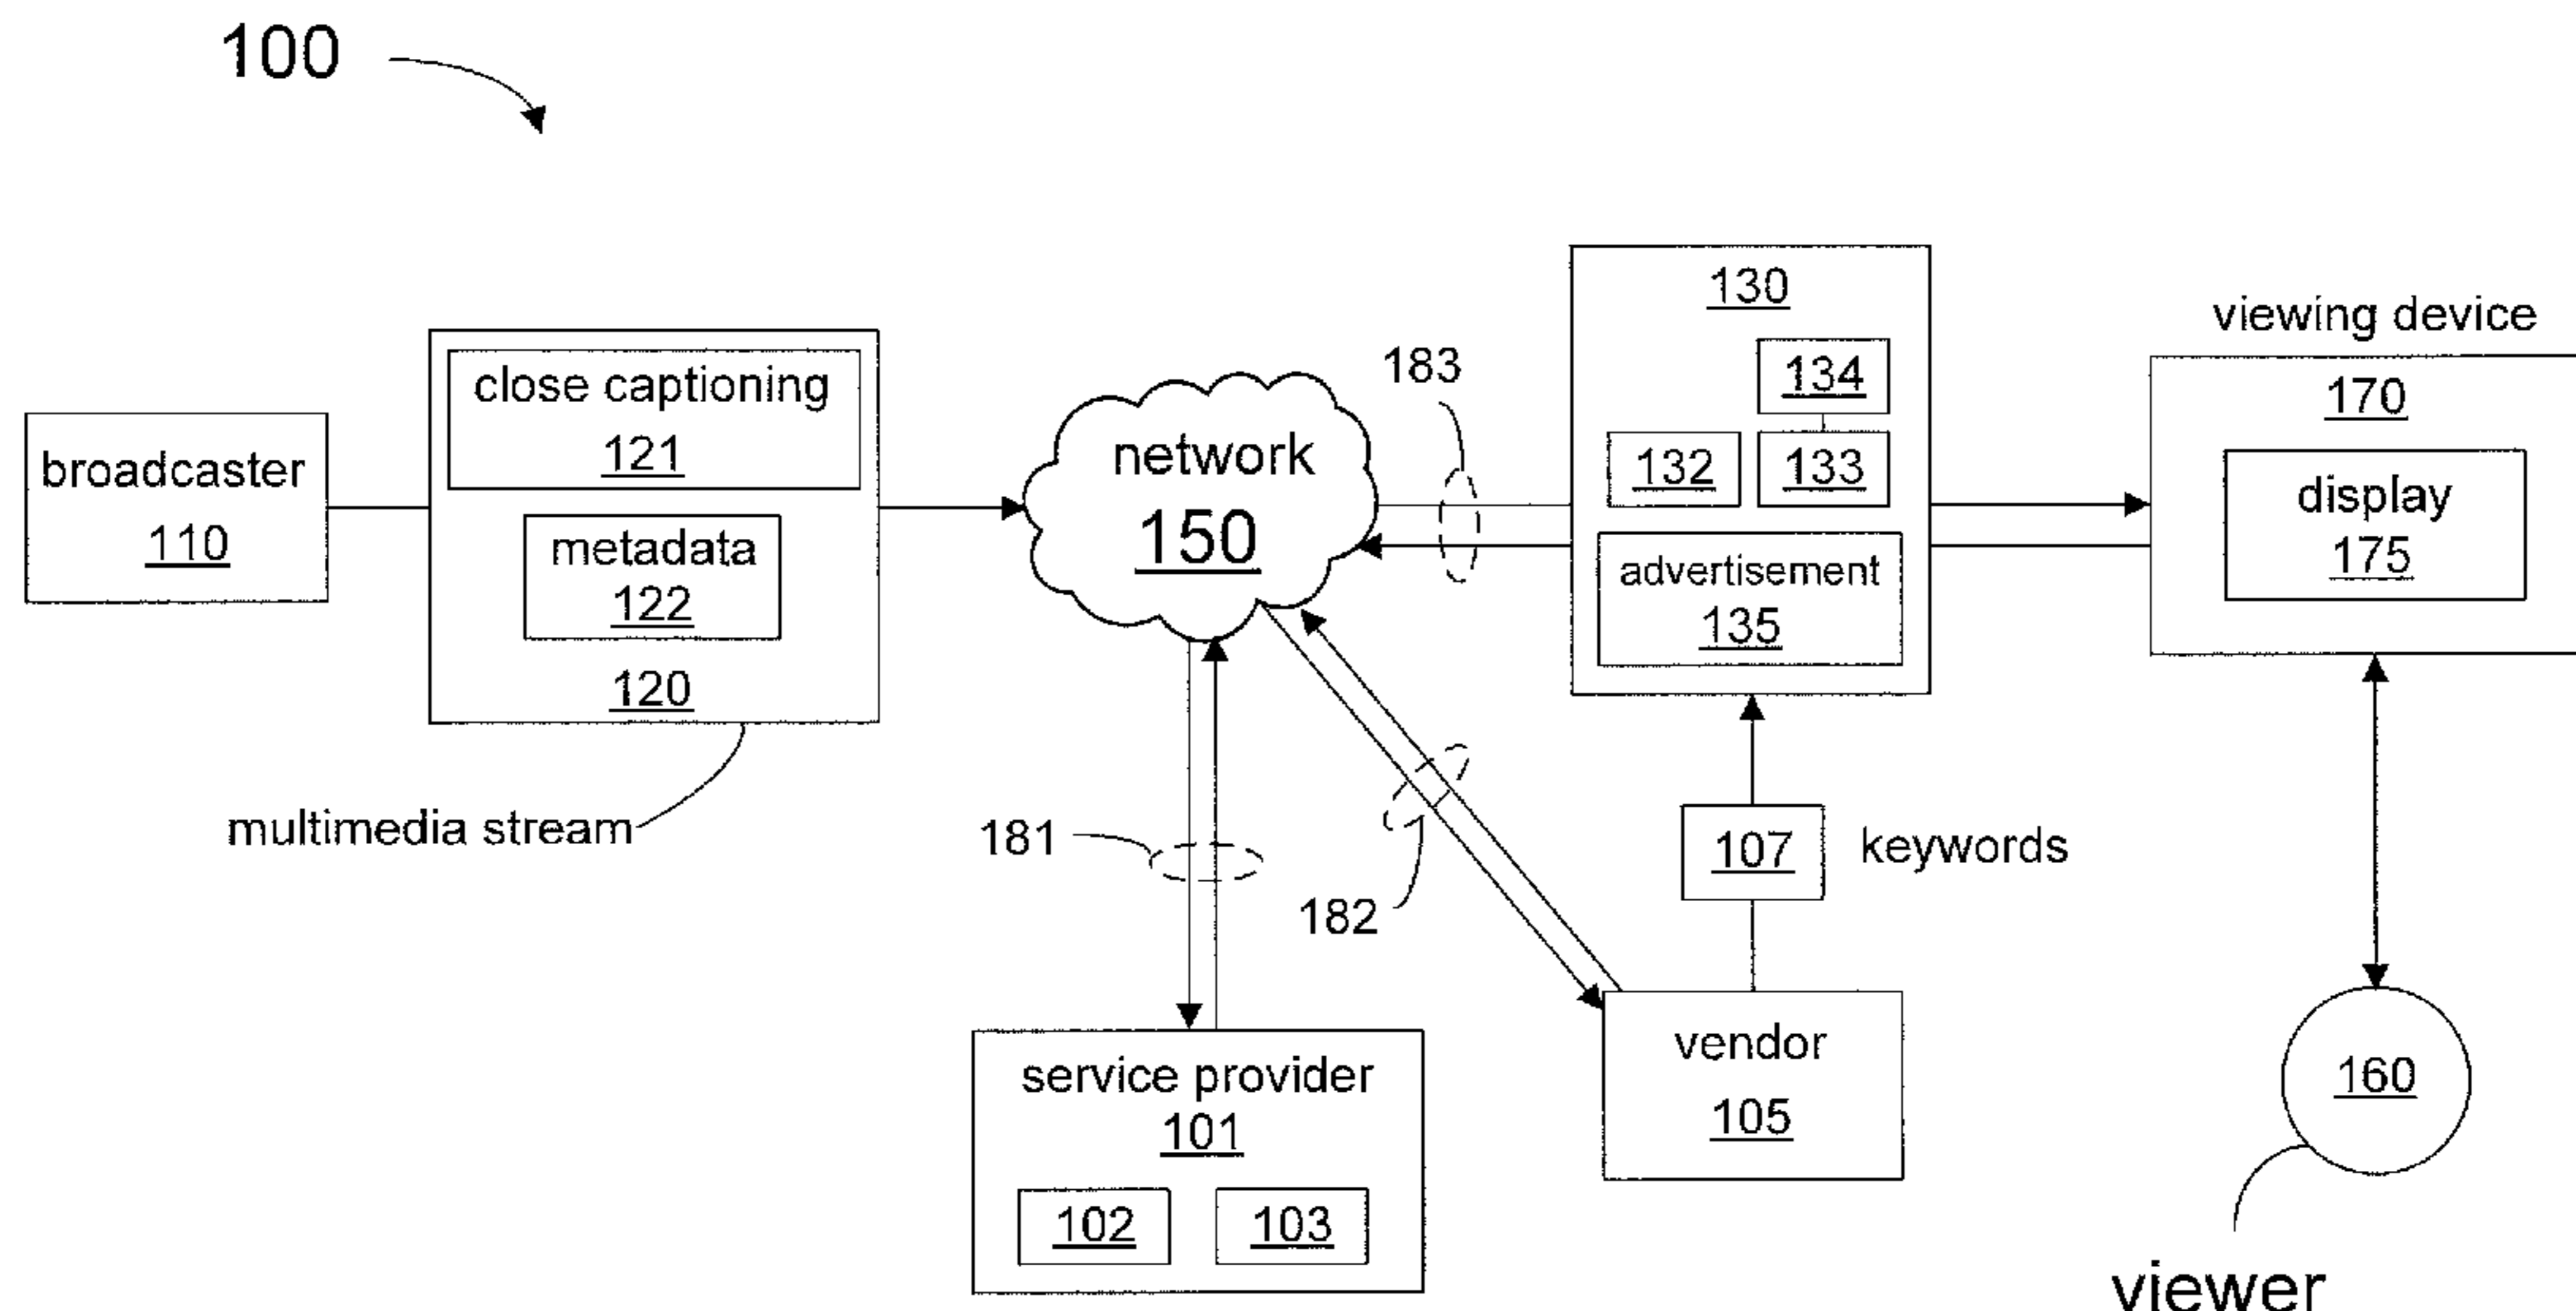 100
broadcaster
110
close captioning
121
metadata
122
120
multimedia stream
network
150
183
130
134
132
133
advertisement
135
viewing device
170
display
175
181
182
107
keywords
service provider
101
102
103
vendor
105
160
viewer